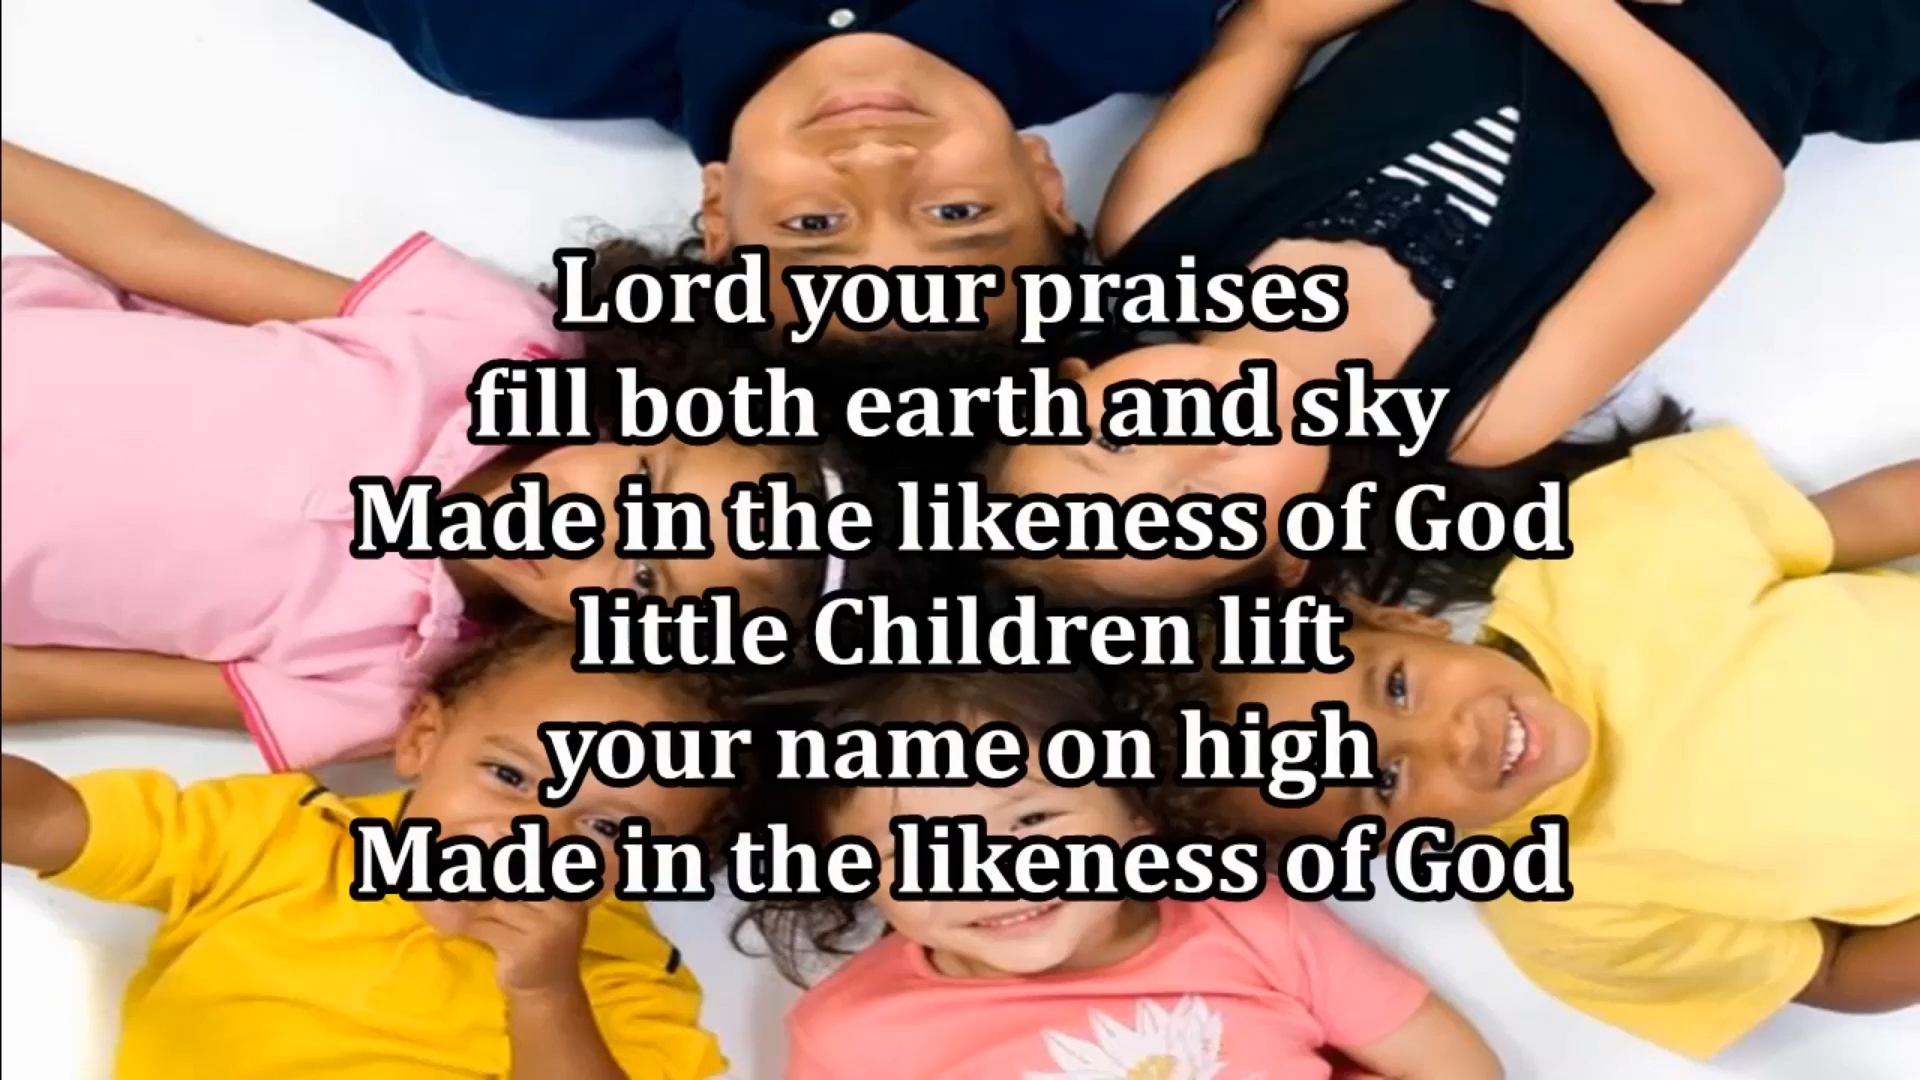 Lord your praises
fill both earth and sky
Made in the likeness of God
little Children lift
your name on high
Made in the likeness of God